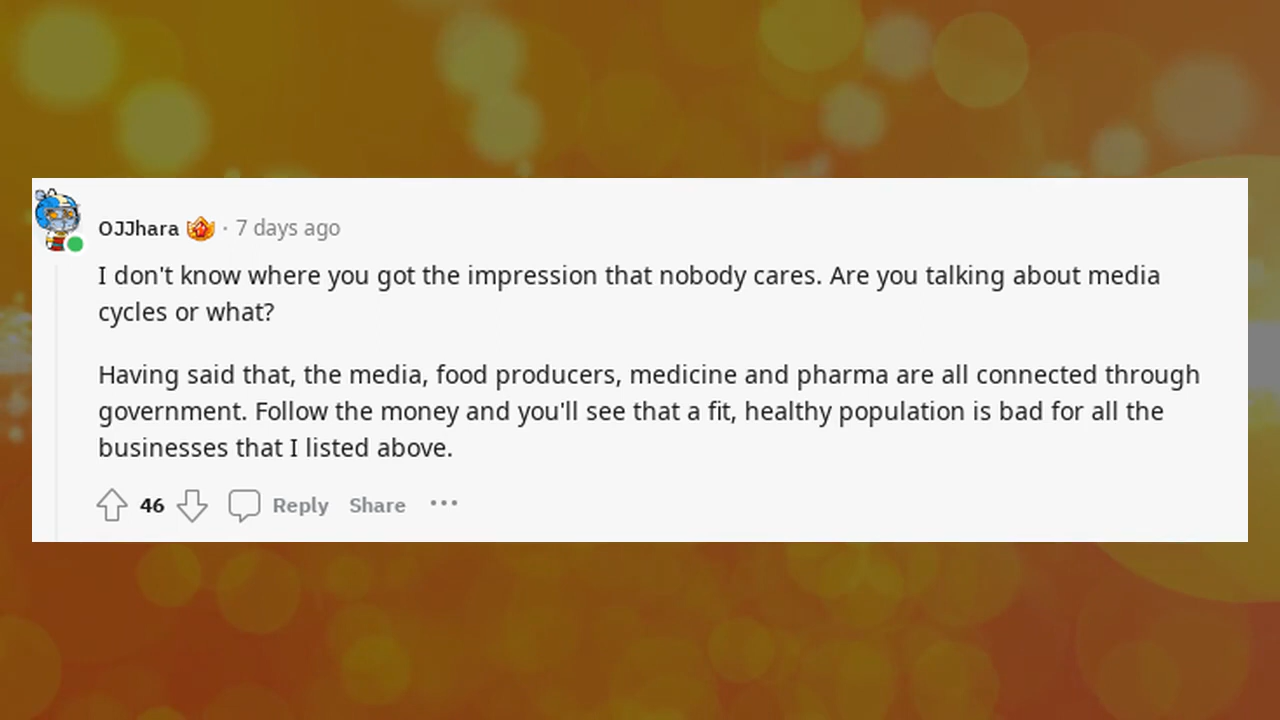 OJJhara · 7 days ago
I don't know where you got the impression that nobody cares. Are you talking about media
cycles or what?
Having said that, the media, food producers, medicine and pharma are all connected through
government. Follow the money and you'll see that a fit, healthy population is bad for all the
businesses that I listed above.
46 Reply Share ···